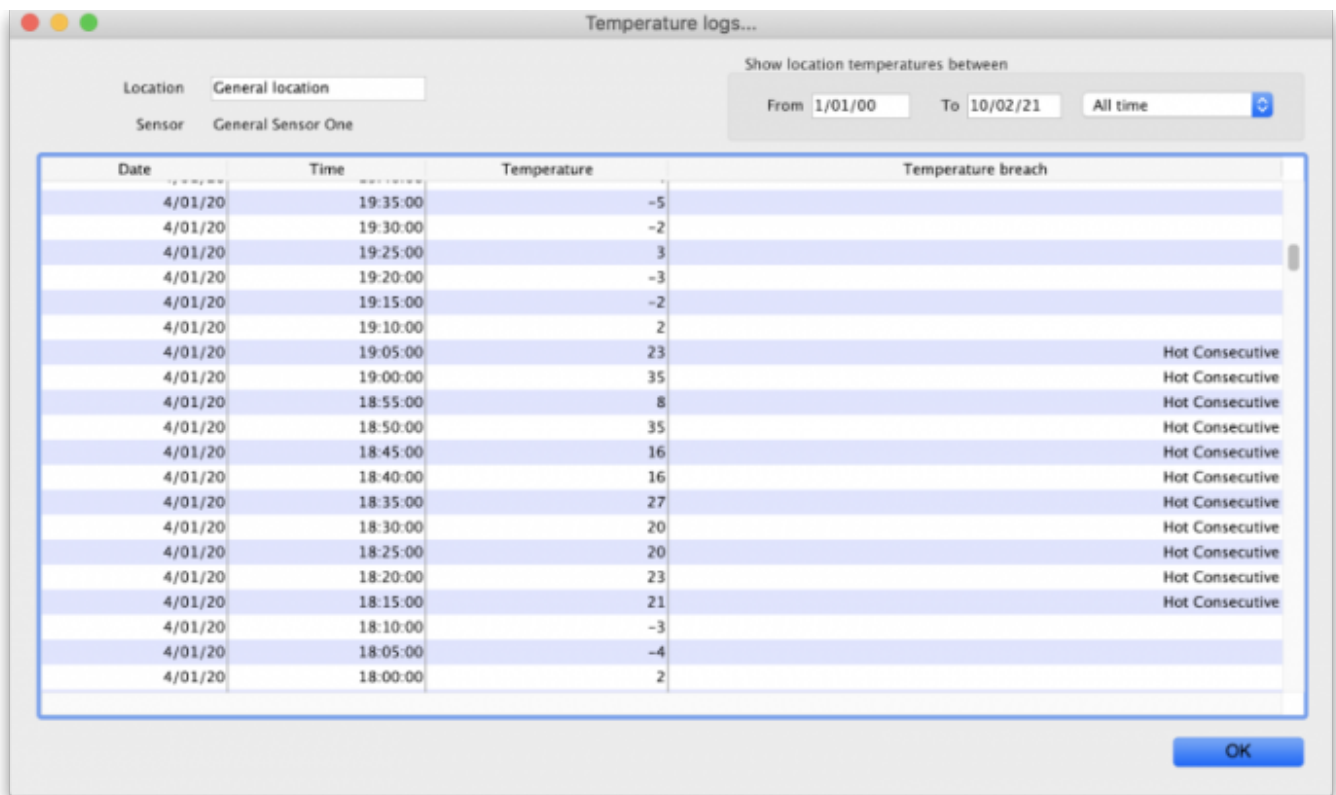 Temperature logs...
Show location temperatures between
Location General location
From 1/01/00 To 10/02/21 All time
Sensor General Sensor One
Date Time Temperature Temperature breach
4/01/20 19:35:00 -5
4/01/20 19:30:00 -2
4/01/20 19:25:00 3
4/01/20 19:20:00 -3
4/01/20 19:15:00 -2
4/01/20 19:10:00 2
4/01/20 19:05:00 23 Hot Consecutive
4/01/20 19:00:00 35 Hot Consecutive
4/01/20 18:55:00 8 Hot Consecutive
4/01/20 18:50:00 35 Hot Consecutive
4/01/20 18:45:00 16 Hot Consecutive
4/01/20 18:40:00 16 Hot Consecutive
4/01/20 18:35:00 27 Hot Consecutive
4/01/20 18:30:00 20 Hot Consecutive
4/01/20 18:25:00 20 Hot Consecutive
4/01/20 18:20:00 23 Hot Consecutive
4/01/20 18:15:00 21 Hot Consecutive
4/01/20 18:10:00 -3
4/01/20 18:05:00 -4
4/01/20 18:00:00 2
OK